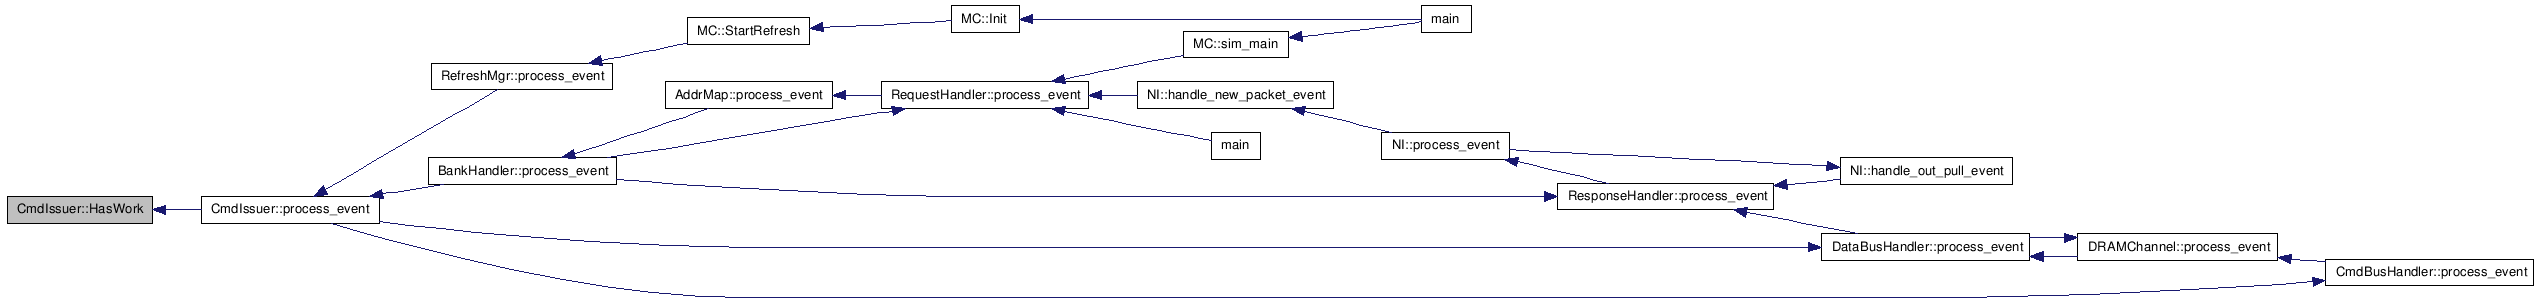 MC::Init
main
MC::StartRefresh
MC::sim_main
RefreshMgr::process_event
AddrMap::process_event
RequestHandler::process_event
NI::handle_new_packet_event
main
NI::process_event
BankHandler::process_event
NI::handle_out_pull_event
ResponseHandler::process_event
CmdIssuer::HasWork
CmdIssuer::process_event
DataBusHandler::process_event
DRAMChannel::process_event
CmdBusHandler::process_event